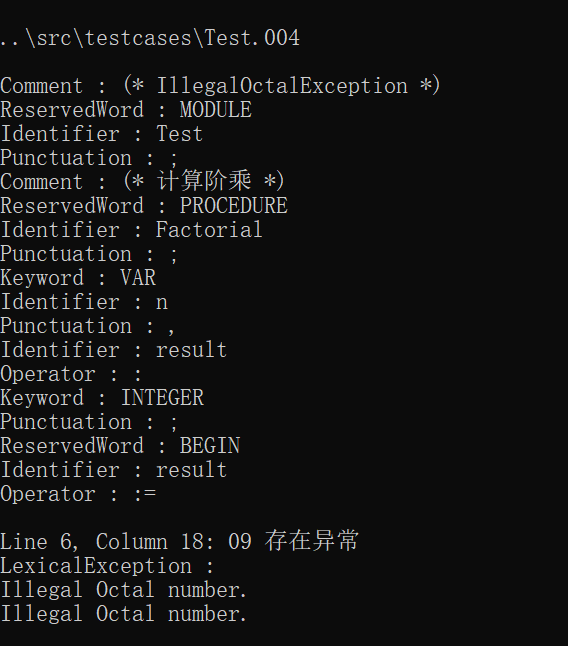 ..\src\testcases\Test.004
Comment : (* IllegalOctalException *)
ReservedWord : MODULE
Identifier : Test
Punctuation : ;
Comment : (* 计算阶乘 *)
ReservedWord : PROCEDURE
Identifier : Factorial
Punctuation : ;
Keyword : VAR
Identifier : n
Punctuation : ,
Identifier : result
Operator : :
Keyword : INTEGER
Punctuation : ;
ReservedWord : BEGIN
Identifier : result
Operator : :=
Line 6, Column 18: 09 存在异常
LexicalException :
Illegal Octal number.
Illegal Octal number.